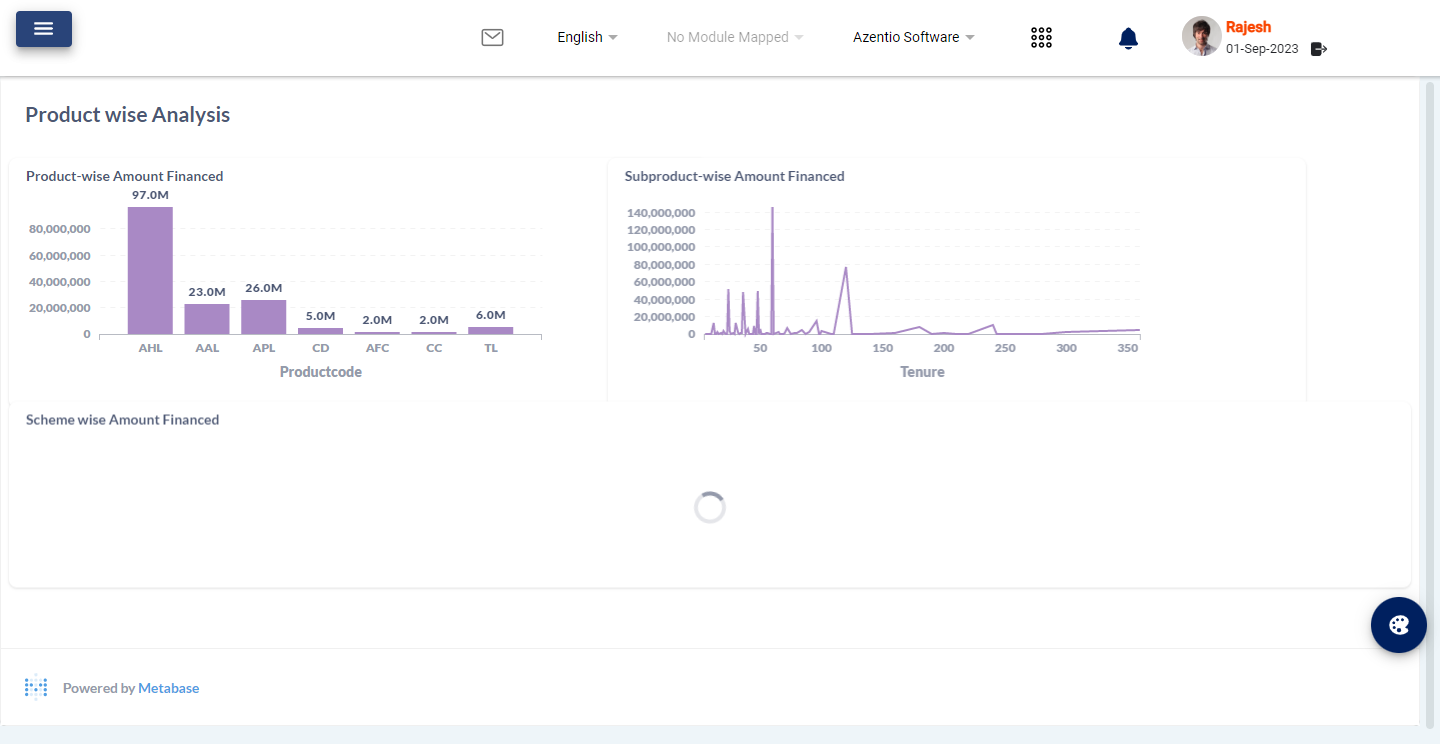 English
No Module Mapped
Azentio Software
Rajesh
01-Sep-2023
Product wise Analysis
Product-wise Amount Financed
97.0M
80,000,000
60,000,000
40,000,000
20,000,000
0
23.0M
26.0M
5.0M
2.0M
2.0M
6.0M
AHL AAL APL CD AFC CC TL
Productcode
Subproduct-wise Amount Financed
140,000,000
120,000,000
100,000,000
80,000,000
60,000,000
40,000,000
20,000,000
0
50 100 150 200 250 300 350
Tenure
Scheme wise Amount Financed
Powered by Metabase